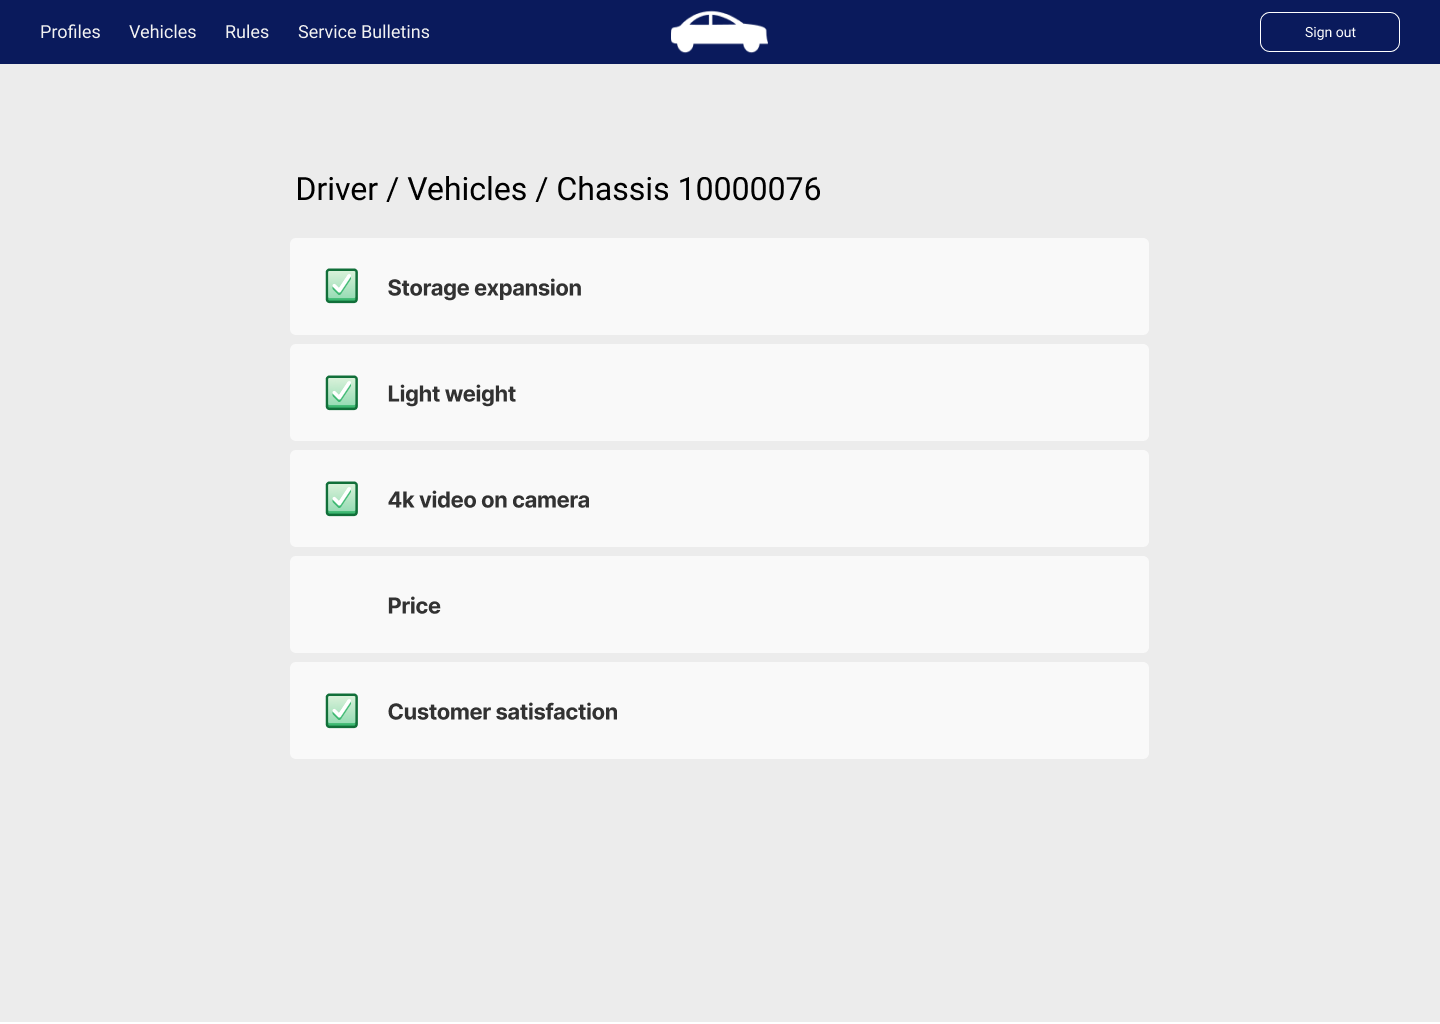 Profiles Vehicles Rules Service Bulletins Sign out
Driver / Vehicles / Chassis 10000076
Storage expansion
Light weight
4k video on camera
Price
Customer satisfaction